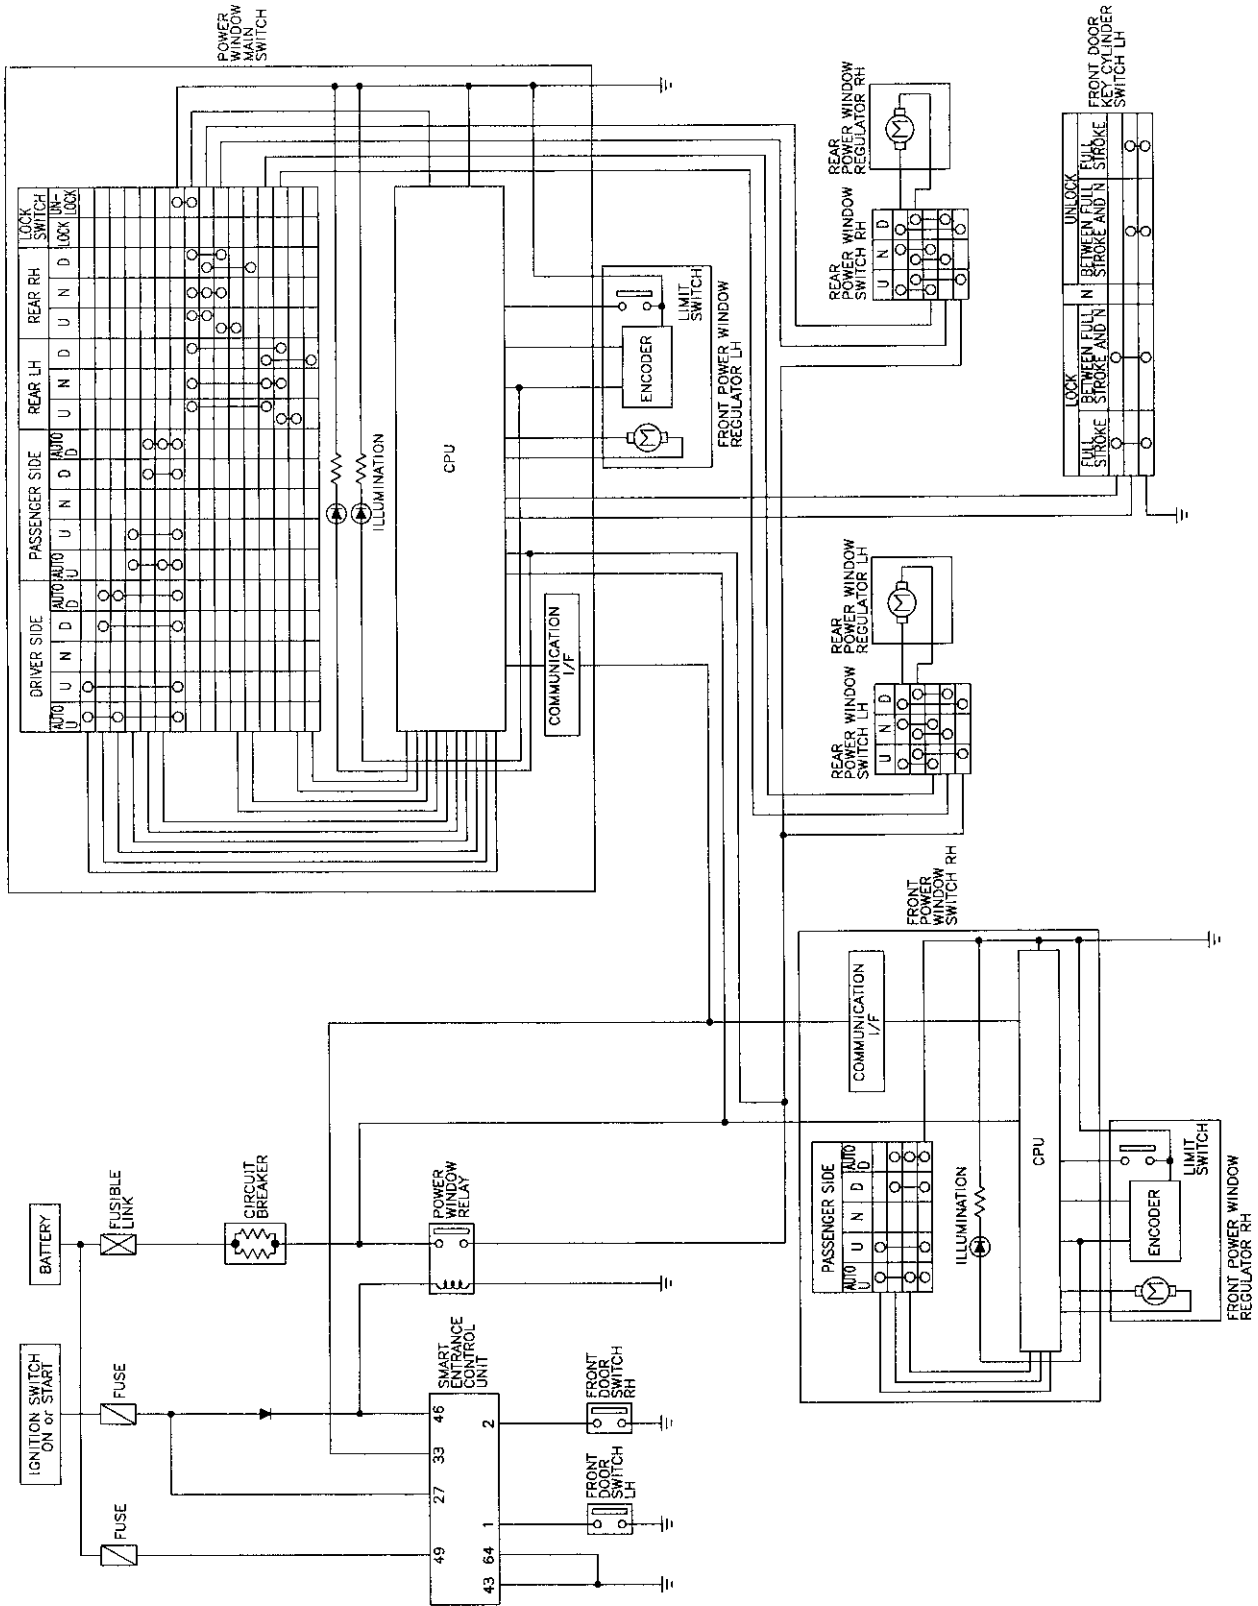 IGNITION SWITCH
ON or START
BATTERY
FUSE
FUSE
FUSIBLE
LINK
CIRCUIT
BREAKER
POWER
WINDOW
RELAY
SMART
ENTRANCE
CONTROL
UNIT
49
27
33
46
43
64
1
2
FRONT
DOOR
SWITCH
LH
FRONT
DOOR
SWITCH
RH
POWER
WINDOW
MAIN
SWITCH
DRIVER SIDE
PASSENGER SIDE
REAR LH
REAR RH
LOCK
SWITCH
AUTO
U
U
N
D
AUTO
D
AUTO
U
U
N
D
AUTO
D
U
N
D
U
N
D
LOCK
UN-
LOCK
ILLUMINATION
CPU
COMMUNICATION
I/F
ENCODER
LIMIT
SWITCH
M
FRONT POWER WINDOW
REGULATOR LH
FRONT
POWER
WINDOW
SWITCH RH
COMMUNICATION
I/F
PASSENGER SIDE
AUTO
U
U
N
D
AUTO
D
ILLUMINATION
CPU
ENCODER
LIMIT
SWITCH
M
FRONT POWER WINDOW
REGULATOR RH
REAR
POWER WINDOW
SWITCH LH
U
N
D
REAR
POWER WINDOW
REGULATOR LH
M
REAR
POWER WINDOW
SWITCH RH
U
N
D
REAR
POWER WINDOW
REGULATOR RH
M
LOCK
UNLOCK
FULL
STROKE
BETWEEN FULL
STROKE AND N
N
BETWEEN FULL
STROKE AND N
FULL
STROKE
FRONT DOOR
KEY CYLINDER
SWITCH LH